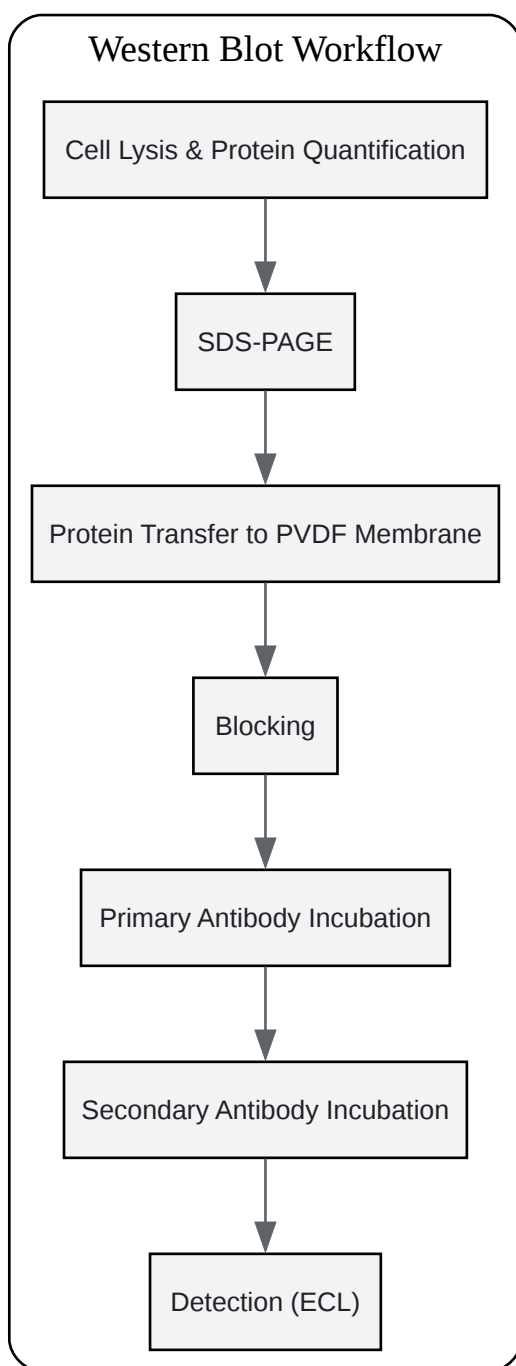 Western Blot Workflow
Cell Lysis & Protein Quantification
SDS-PAGE
Protein Transfer to PVDF Membrane
Blocking
Primary Antibody Incubation
Secondary Antibody Incubation
Detection (ECL)